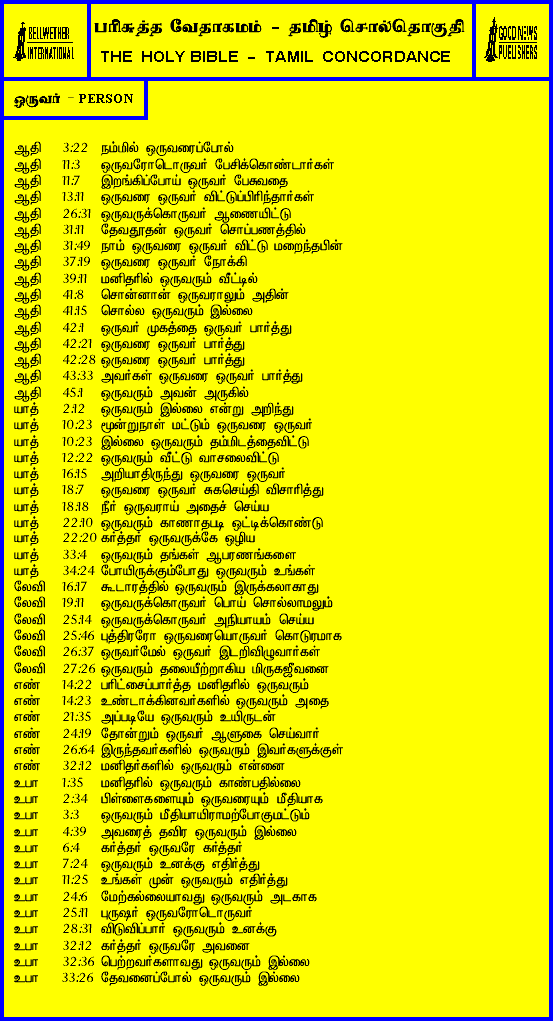 BELLWETHER
INTERNATIONAL
பரிசுத்த வேதாகமம் - தமிழ் சொல்தொகுதி
THE HOLY BIBLE - TAMIL CONCORDANCE
GOOD NEWS
PUBLISHERS
ஒருவர் - PERSON
ஆதி 3:22 நம்மில் ஒருவரைப்போல்
ஆதி 11:3 ஒருவரோடொருவர் பேசிக்கொண்டார்கள்
ஆதி 11:7 இறங்கிப்போய் ஒருவர் பேசுவதை
ஆதி 13:11 ஒருவரை ஒருவர் விட்டுப்பிரிந்தார்கள்
ஆதி 26:31 ஒருவருக்கொருவர் ஆணையிட்டு
ஆதி 31:11 தேவதூதன் ஒருவர் சொப்பணத்தில்
ஆதி 31:49 நாம் ஒருவரை ஒருவர் விட்டு மறைந்தபின்
ஆதி 37:19 ஒருவரை ஒருவர் நோக்கி
ஆதி 39:11 மனிதரில் ஒருவரும் வீட்டில்
ஆதி 41:8 சொன்னான் ஒருவராலும் அதின்
ஆதி 41:15 சொல்ல ஒருவரும் இல்லை
ஆதி 42:1 ஒருவர் முகத்தை ஒருவர் பார்த்து
ஆதி 42:21 ஒருவரை ஒருவர் பார்த்து
ஆதி 42:28 ஒருவரை ஒருவர் பார்த்து
ஆதி 43:33 அவர்கள் ஒருவரை ஒருவர் பார்த்து
ஆதி 45:1 ஒருவரும் அவன் அருகில்
யாத் 2:12 ஒருவரும் இல்லை என்று அறிந்து
யாத் 10:23 மூன்றுநாள் மட்டும் ஒருவரை ஒருவர்
யாத் 10:23 இல்லை ஒருவரும் தம்மிடத்தைவிட்டு
யாத் 12:22 ஒருவரும் வீட்டு வாசலைவிட்டு
யாத் 16:15 அறியாதிருந்து ஒருவரை ஒருவர்
யாத் 18:7 ஒருவரை ஒருவர் சுகசெய்தி விசாரித்து
யாத் 18:18 நீர் ஒருவராய் அதைச் செய்ய
யாத் 22:10 ஒருவரும் காணாதபடி ஓட்டிக்கொண்டு
யாத் 22:20 கர்த்தர் ஒருவருக்கே ஒழிய
யாத் 33:4 ஒருவரும் தங்கள் ஆபரணங்களை
யாத் 34:24 போயிருக்கும்போது ஒருவரும் உங்கள்
லேவி 16:17 கூடாரத்தில் ஒருவரும் இருக்கலாகாது
லேவி 19:11 ஒருவருக்கொருவர் பொய் சொல்லாமலும்
லேவி 25:14 ஒருவருக்கொருவர் அநியாயம் செய்ய
லேவி 25:46 புத்திரரோ ஒருவரையொருவர் கொடுரமாக
லேவி 26:37 ஒருவர்மேல் ஒருவர் இடறிவிழுவார்கள்
லேவி 27:26 ஒருவரும் தலையீற்றாகிய மிருகஜீவனை
எண் 14:22 பரிட்சைப்பார்த்த மனிதரில் ஒருவரும்
எண் 14:23 உண்டாக்கினவர்களில் ஒருவரும் அதை
எண் 21:35 அப்படியே ஒருவரும் உயிருடன்
எண் 24:19 தோன்றும் ஒருவர் ஆளுகை செய்வார்
எண் 26:64 இருந்தவர்களில் ஒருவரும் இவர்களுக்குள்
எண் 32:12 மனிதர்களில் ஒருவரும் என்னை
உபா 1:35 மனிதரில் ஒருவரும் காண்பதில்லை
உபா 2:34 பிள்ளைகளையும் ஒருவரையும் மீதியாக
உபா 3:3 ஒருவரும் மீதியாயிராமற்போகுமட்டும்
உபா 4:39 அவரைத் தவிர ஒருவரும் இல்லை
உபா 6:4 கர்த்தர் ஒருவரே கர்த்தர்
உபா 7:24 ஒருவரும் உனக்கு எதிர்த்து
உபா 11:25 உங்கள் முன் ஒருவரும் எதிர்த்து
உபா 24:6 மேற்கல்லையாவது ஒருவரும் அடகாக
உபா 25:11 புருஷர் ஒருவரோடொருவர்
உபா 28:31 விடுவிப்பார் ஒருவரும் உனக்கு
உபா 32:12 கர்த்தர் ஒருவரே அவனை
உபா 32:36 பெற்றவர்களாவது ஒருவரும் இல்லை
உபா 33:26 தேவனைப்போல் ஒருவரும் இல்லை